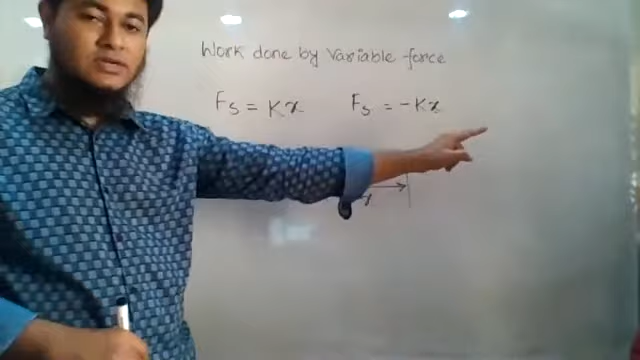 Work done by Variable force
Fs = Kx Fs = -Kx